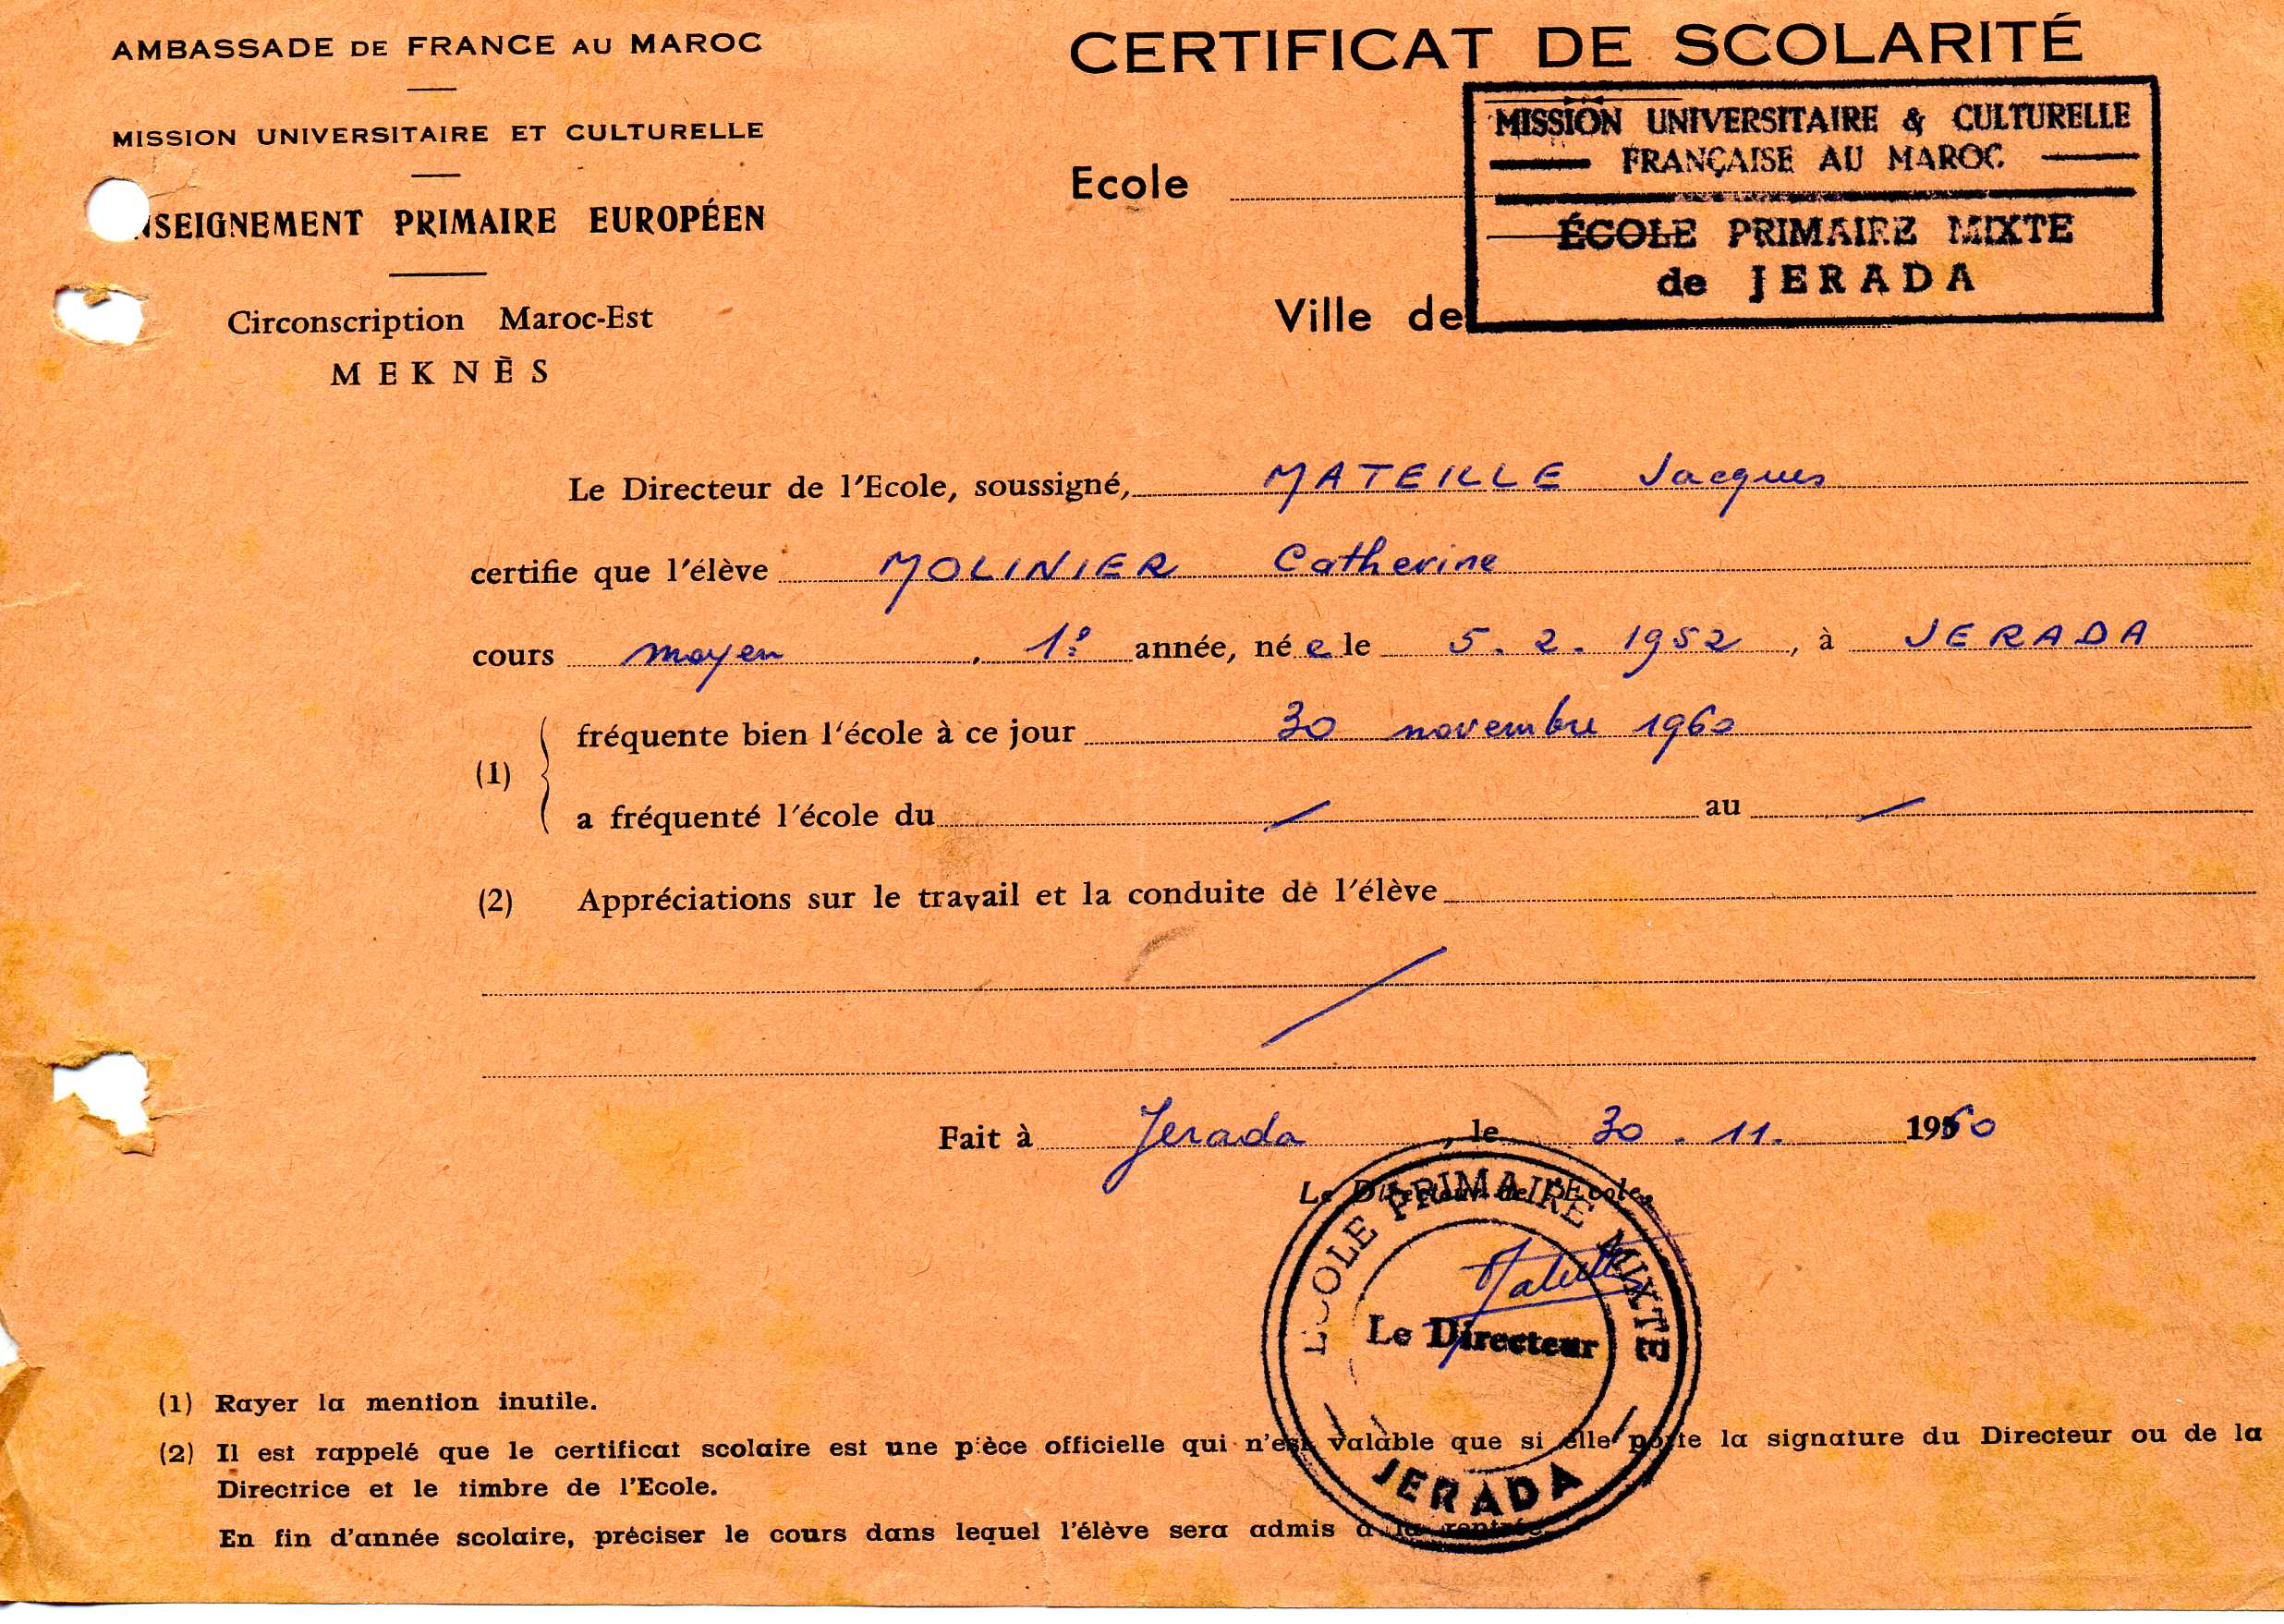 AMBASSADE DE FRANCE AU MAROC
MISSION UNIVERSITAIRE ET CULTURELLE
NSEIGNEMENT PRIMAIRE EUROPÉEN
Circonscription Maroc-Est
MEKNÈS
CERTIFICAT DE SCOLARITÉ
MISSION UNIVERSITAIRE & CULTURELLE
FRANÇAISE AU MAROC
Ecole
ÉCOLE PRIMAIRE MIXTE
de JERADA
Ville de
Le Directeur de l'Ecole, soussigné, MATEILLE Jacques
certifie que l'élève MOLINIER Catherine
cours moyen, 1º année, née le 5.2.1952, à JERADA
(1) fréquente bien l'école à ce jour 30 novembre 1960
a fréquenté l'école du / au /
(2) Appréciations sur le travail et la conduite de l'élève
/
Fait à Jerada, le 30.11. 1960
Le Directeur de l'Ecole,
ECOLE PRIMAIRE MIXTE
Le Directeur
JERADA
(1) Rayer la mention inutile.
(2) Il est rappelé que le certificat scolaire est une pièce officielle qui n'est valable que si elle porte la signature du Directeur ou de la
Directrice et le timbre de l'Ecole.
En fin d'année scolaire, préciser le cours dans lequel l'élève sera admis à la rentrée.